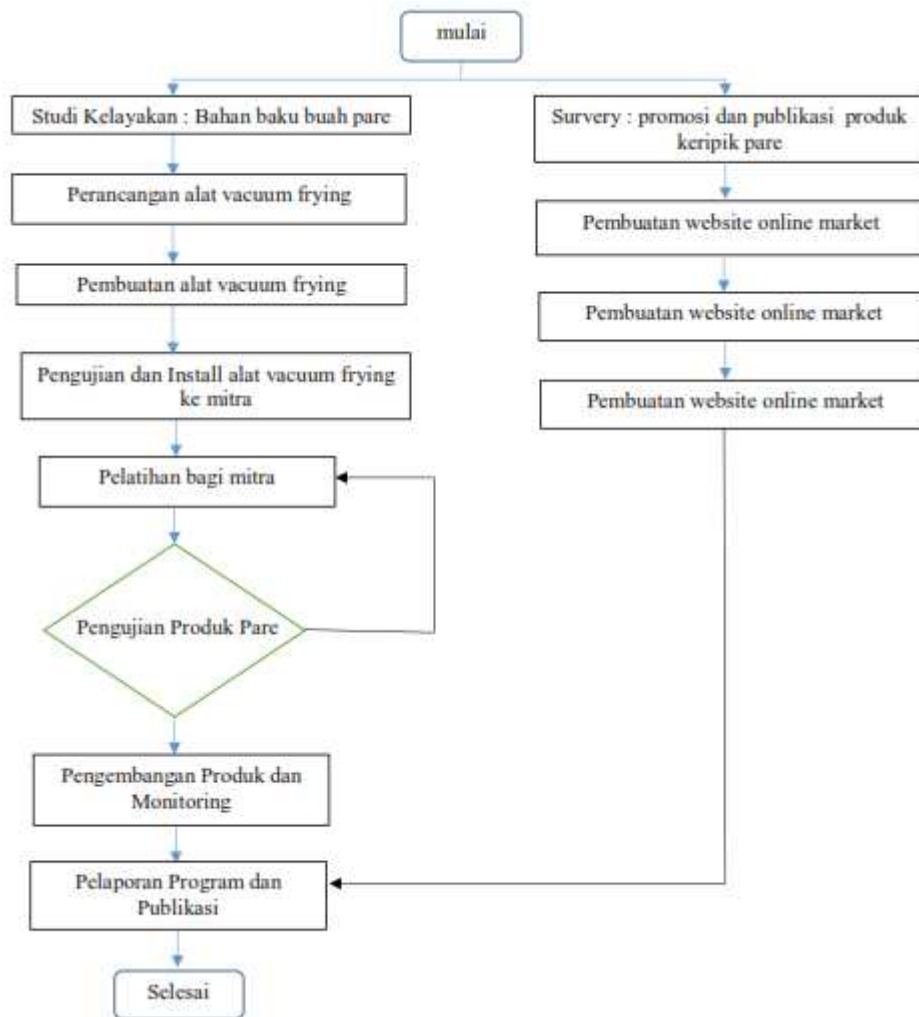 mulai
Studi Kelayakan : Bahan baku buah pare
Perancangan alat vacuum frying
Pembuatan alat vacuum frying
Pengujian dan Install alat vacuum frying
ke mitra
Pelatihan bagi mitra
Pengujian Produk Pare
Pengembangan Produk dan
Monitoring
Pelaporan Program dan
Publikasi
Selesai
Survery : promosi dan publikasi produk
keripik pare
Pembuatan website online market
Pembuatan website online market
Pembuatan website online market